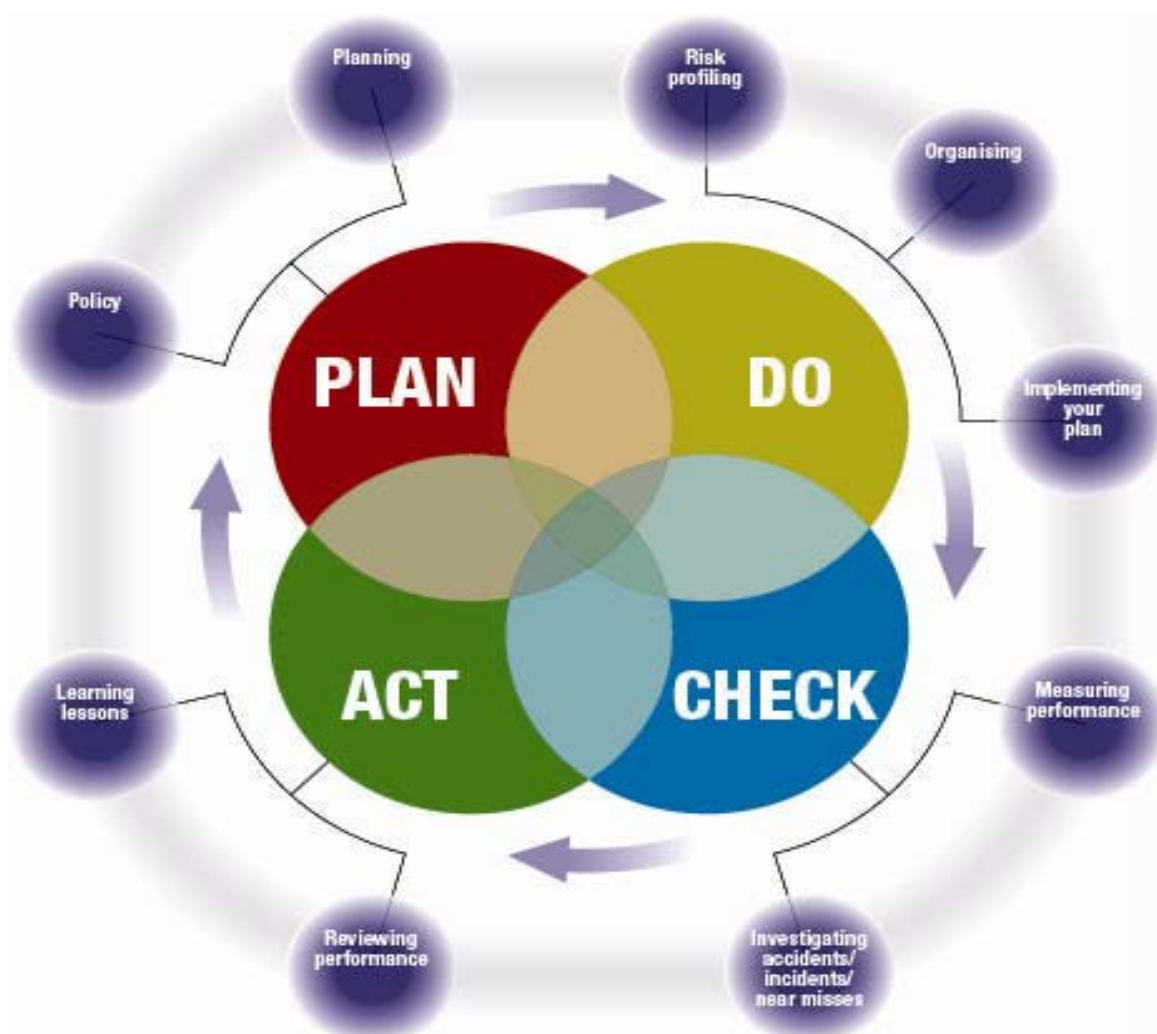 Planning
Risk
profiling
Organising
Policy
PLAN
DO
Implementing
your
plan
Learning
lessons
ACT
CHECK
Measuring
performance
Reviewing
performance
Investigating
accidents/
incidents/
near misses